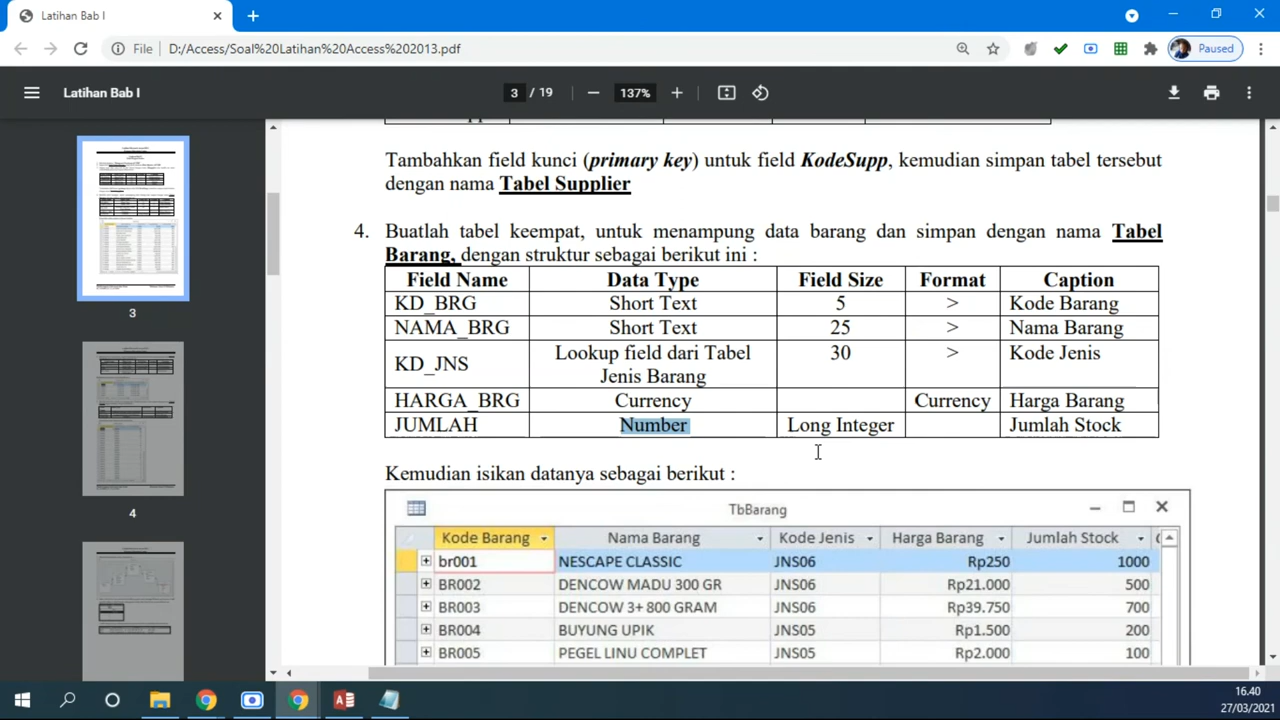 Latihan Bab I
File
D:/Access/Soal%20Latihan%20Access%202013.pdf
Paused
Latihan Bab I
3 / 19
137%
Tambahkan field kunci (primary key) untuk field KodeSupp, kemudian simpan tabel tersebut
dengan nama Tabel Supplier
4. Buatlah tabel keempat, untuk menampung data barang dan simpan dengan nama Tabel
Barang, dengan struktur sebagai berikut ini :
Field Name Data Type Field Size Format Caption
KD_BRG Short Text 5 > Kode Barang
NAMA_BRG Short Text 25 > Nama Barang
KD_JNS Lookup field dari Tabel 30 > Kode Jenis
Jenis Barang
HARGA_BRG Currency Currency Harga Barang
JUMLAH Number Long Integer Jumlah Stock
Kemudian isikan datanya sebagai berikut :
TbBarang
Kode Barang Nama Barang Kode Jenis Harga Barang Jumlah Stock
br001 NESCAPE CLASSIC JNS06 Rp250 1000
BR002 DENCOW MADU 300 GR JNS06 Rp21.000 500
BR003 DENCOW 3+ 800 GRAM JNS06 Rp39.750 700
BR004 BUYUNG UPIK JNS05 Rp1.500 200
BR005 PEGEL LINU COMPLET JNS05 Rp2.000 100
3
4
16.40
27/03/2021